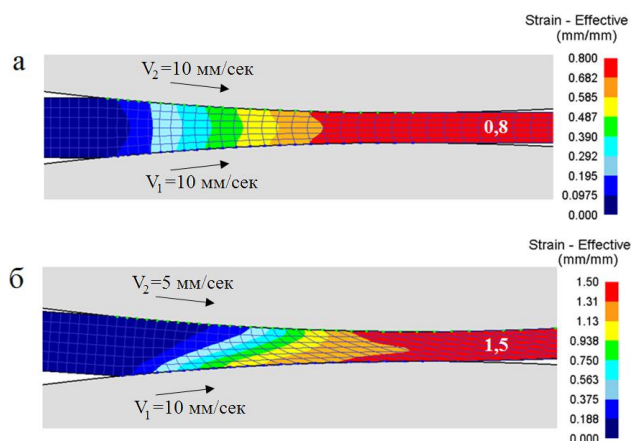 Strain - Effective
(mm/mm)
а
V₂=10 мм/сек
V₁=10 мм/сек
0,8
0.800
0.682
0.585
0.487
0.390
0.292
0.195
0.0975
0.000
Strain - Effective
(mm/mm)
б
V₂=5 мм/сек
V₁=10 мм/сек
1,5
1.50
1.31
1.13
0.938
0.750
0.563
0.375
0.188
0.000